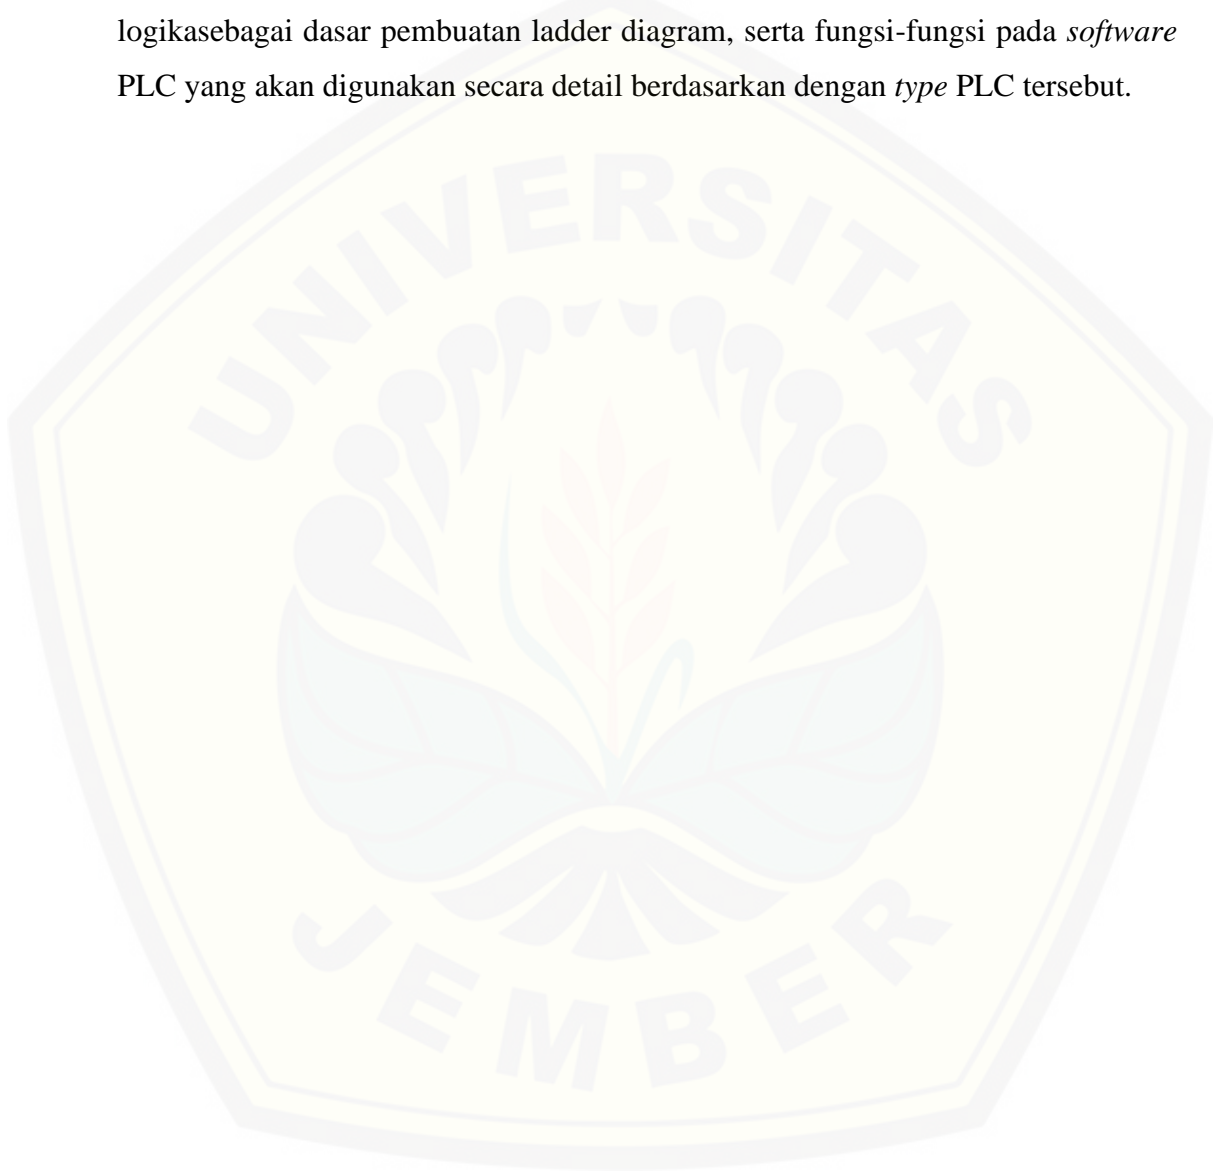 logikasebagai dasar pembuatan ladder diagram, serta fungsi-fungsi pada software
PLC yang akan digunakan secara detail berdasarkan dengan type PLC tersebut.
UNIVERSITAS
JEMBER